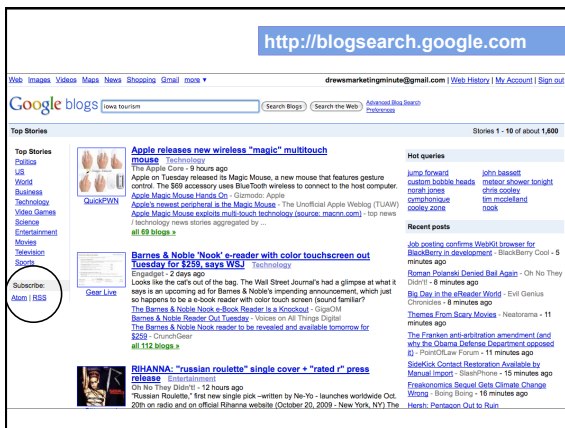 http://blogsearch.google.com
Web Images Videos Maps News Shopping Gmail more ▼
drewsmarketingminute@gmail.com | Web History | My Account | Sign out
Google blogs
iowa tourism
Search Blogs
Search the Web
Advanced Blog Search
Preferences
Top Stories
Stories 1 - 10 of about 1,600
Top Stories
Politics
US
World
Business
Technology
Video Games
Science
Entertainment
Movies
Television
Sports
Subscribe:
Atom | RSS
QuickPWN
Apple releases new wireless "magic" multitouch
mouse Technology
The Apple Core - 9 hours ago
Apple on Tuesday released its Magic Mouse, a new mouse that features gesture
control. The $69 accessory uses BlueTooth wireless to connect to the host computer.
Apple Magic Mouse Hands On - Gizmodo: Apple
Apple's newest peripheral is the Magic Mouse - The Unofficial Apple Weblog (TUAW)
Apple Magic Mouse exploits multi-touch technology (source: macnn.com) - top news
/ technology news stories aggregated by ...
all 69 blogs »
Gear Live
Barnes & Noble 'Nook' e-reader with color touchscreen out
Tuesday for $259, says WSJ Technology
Engadget - 2 days ago
Looks like the cat's out of the bag. The Wall Street Journal's had a glimpse at what it
says is an upcoming ad for Barnes & Noble's impending announcement, which just
so happens to be a e-book reader with color touch screen (sound familiar?
The Barnes & Noble Nook e-Book Reader Is a Knockout - GigaOM
Barnes & Noble Reader Out Tuesday - Voices on All Things Digital
The Barnes & Noble Nook reader to be revealed and available tomorrow for
$259 - CrunchGear
all 112 blogs »
RIHANNA: "russian roulette" single cover + "rated r" press
release Entertainment
Oh No They Didn't! - 12 hours ago
"Russian Roulette," first new single pick –written by Ne-Yo - launches worldwide Oct.
20th on radio and on official Rihanna website (October 20, 2009 - New York, NY) The
Hot queries
jump forward
custom bobble heads
norah jones
cymphonique
cooley zone
john bassett
meteor shower tonight
chris cooley
tim mcclelland
nook
Recent posts
Job posting confirms WebKit browser for
BlackBerry in development - BlackBerry Cool - 5
minutes ago
Roman Polanski Denied Bail Again - Oh No They
Didn't! - 8 minutes ago
Big Day in the eReader World - Evil Genius
Chronicles - 8 minutes ago
Themes From Scary Movies - Neatorama - 11
minutes ago
The Franken anti-arbitration amendment (and
why the Obama Defense Department opposed
it) - PointOfLaw Forum - 11 minutes ago
SideKick Contact Restoration Available by
Manual Import - SlashPhone - 15 minutes ago
Freakonomics Sequel Gets Climate Change
Wrong - Boing Boing - 16 minutes ago
Hersh: Pentagon Out to Ruin